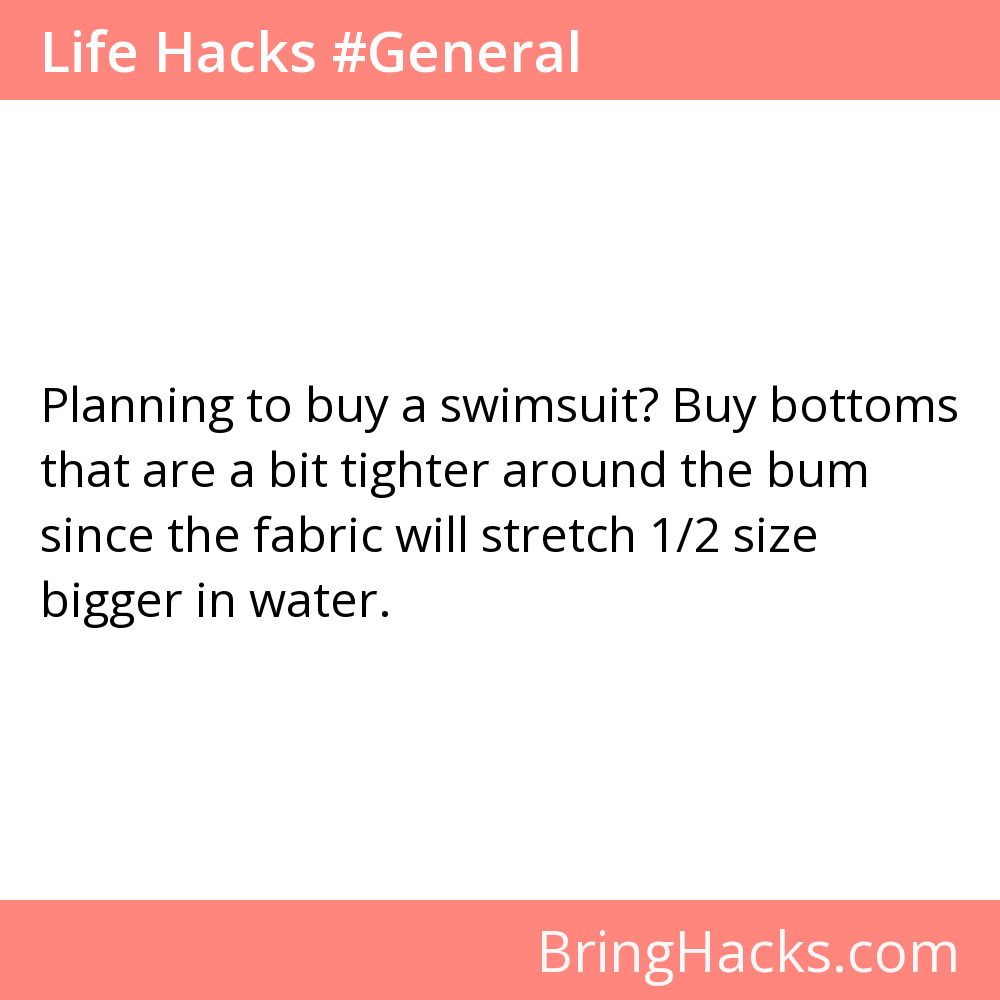 Life Hacks #General
Planning to buy a swimsuit? Buy bottoms
that are a bit tighter around the bum
since the fabric will stretch 1/2 size
bigger in water.
BringHacks.com